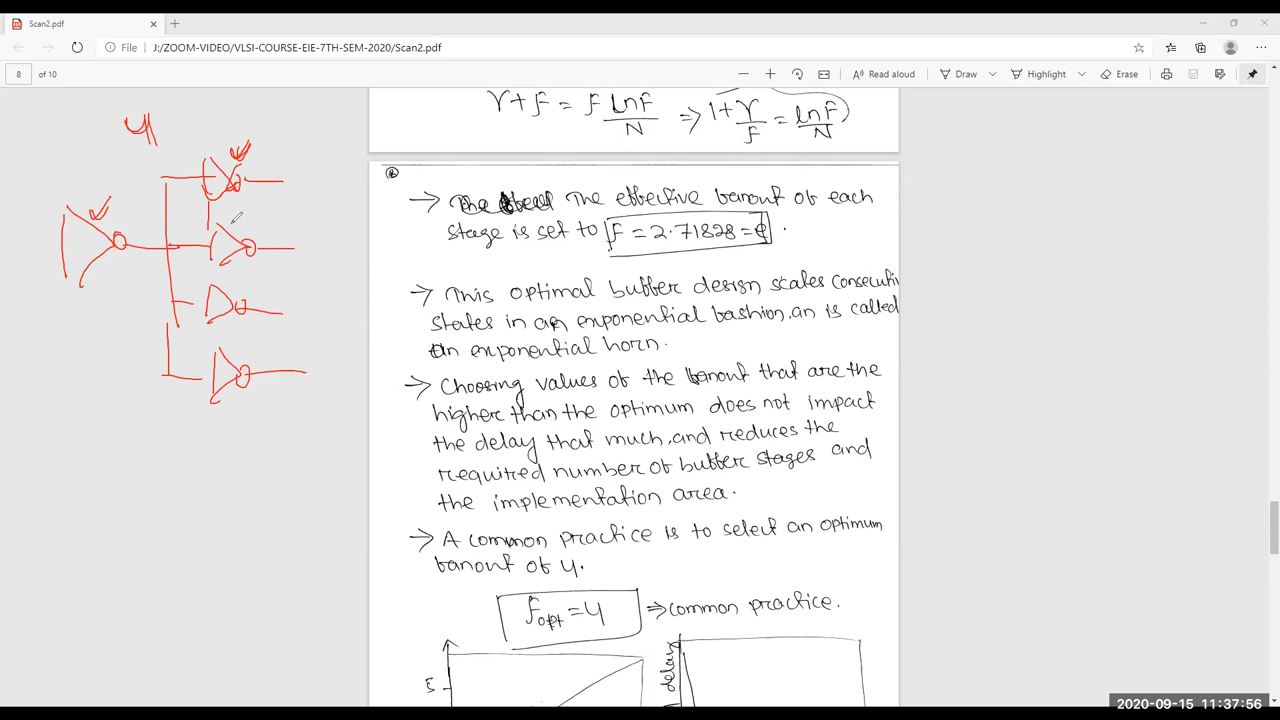 Scan2.pdf
File J:/ZOOM-VIDEO/VLSI-COURSE-EIE-7TH-SEM-2020/Scan2.pdf
8 of 10
Read aloud Draw Highlight Erase
γ+f = f lnF/N ⇒ 1+γ/f = lnF/N
4
→ The effective fanout of each
stage is set to f = 2.71828 = e.
→ This optimal buffer design scales consecuti
states in an exponential fashion, an is called
an exponential horn.
→ Choosing values of the fanout that are the
higher than the optimum does not impact
the delay that much, and reduces the
required number of buffer stages and
the implementation area.
→ A common practice is to select an optimum
fanout of 4.
fopt = 4 ⇒ common practice.
5
delay
2020-09-15 11:37:56